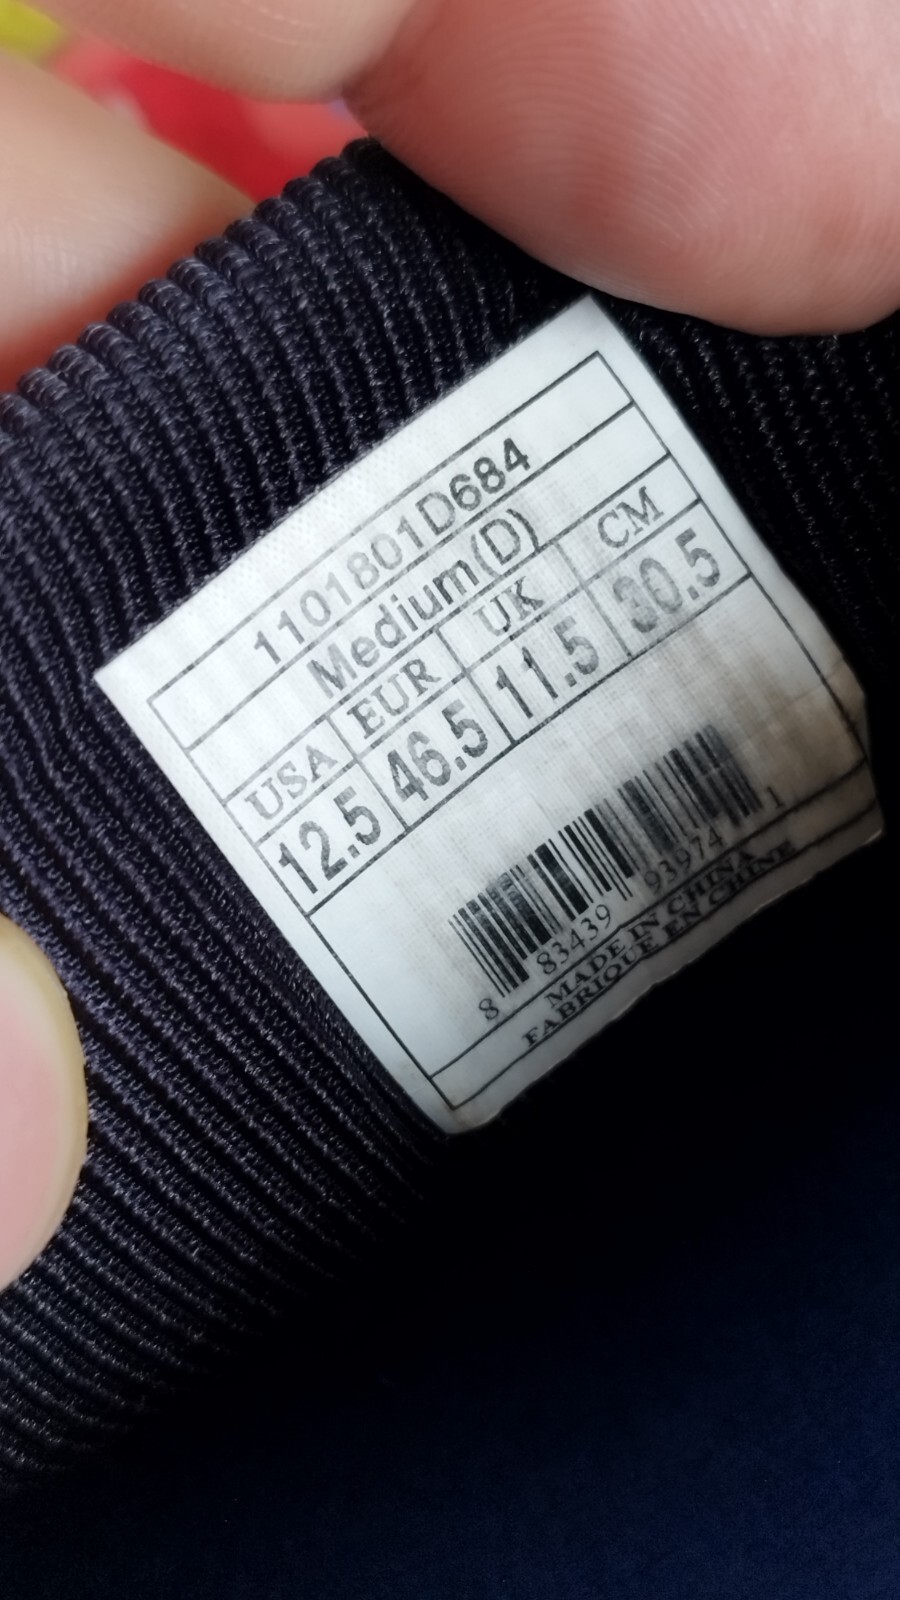 1101801D684
Medium(D)
USA EUR UK CM
12.5 46.5 11.5 30.5
8 83439 93974 1
MADE IN CHINA
FABRIQUE EN CHINE